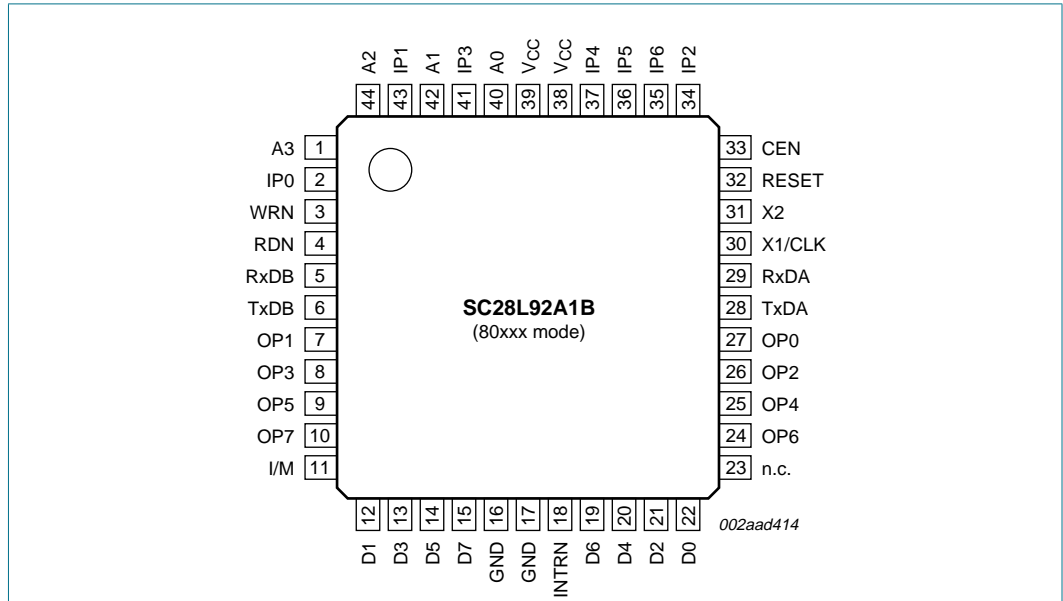 A2 IP1 A1 IP3 A0 VCC VCC IP4 IP5 IP6 IP2
44 43 42 41 40 39 38 37 36 35 34
A3 1 33 CEN
IP0 2 32 RESET
WRN 3 31 X2
RDN 4 30 X1/CLK
RxDB 5 29 RxDA
TxDB 6 SC28L92A1B 28 TxDA
(80xxx mode)
OP1 7 27 OP0
OP3 8 26 OP2
OP5 9 25 OP4
OP7 10 24 OP6
I/M 11 23 n.c.
12 13 14 15 16 17 18 19 20 21 22
002aad414
D1 D3 D5 D7 GND GND INTRN D6 D4 D2 D0